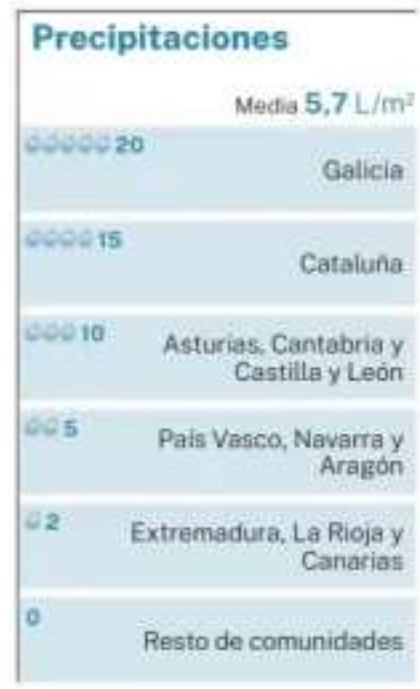 Precipitaciones
Media 5,7 L/m²
20
Galicia
15
Cataluña
10
Asturias, Cantabria y
Castilla y León
5
País Vasco, Navarra y
Aragón
2
Extremadura, La Rioja y
Canarias
0
Resto de comunidades